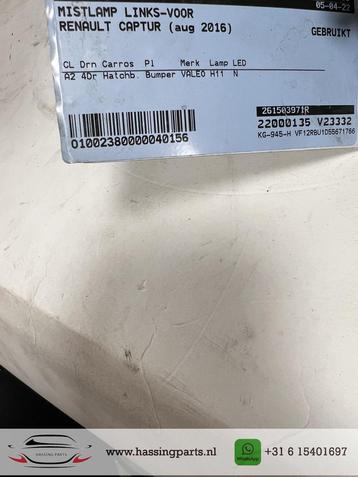 05-04-22
MISTLAMP LINKS-VOOR
RENAULT CAPTUR (aug 2016)
GEBRUIKT
CL Drn Carros Pl Merk Lamp LED
A2 4Dr Hatchb. Bumper VALEO H11 N
261503971R
22000135 V23332
KG-945-H VF12RBU1D55671766
01002380000040156
HASSING PARTS
www.hassingparts.nl
WhatsApp
+31 6 15401697